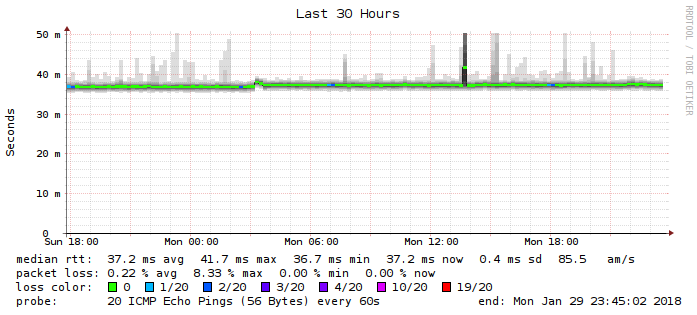 Last 30 Hours
RRDTOOL / TOBI OETIKER
Seconds
50 m
40 m
30 m
20 m
10 m
0
Sun 18:00 Mon 00:00 Mon 06:00 Mon 12:00 Mon 18:00
median rtt: 37.2 ms avg 41.7 ms max 36.7 ms min 37.2 ms now 0.4 ms sd 85.5 am/s
packet loss: 0.22 % avg 8.33 % max 0.00 % min 0.00 % now
loss color: 0 1/20 2/20 3/20 4/20 10/20 19/20
probe: 20 ICMP Echo Pings (56 Bytes) every 60s end: Mon Jan 29 23:45:02 2018